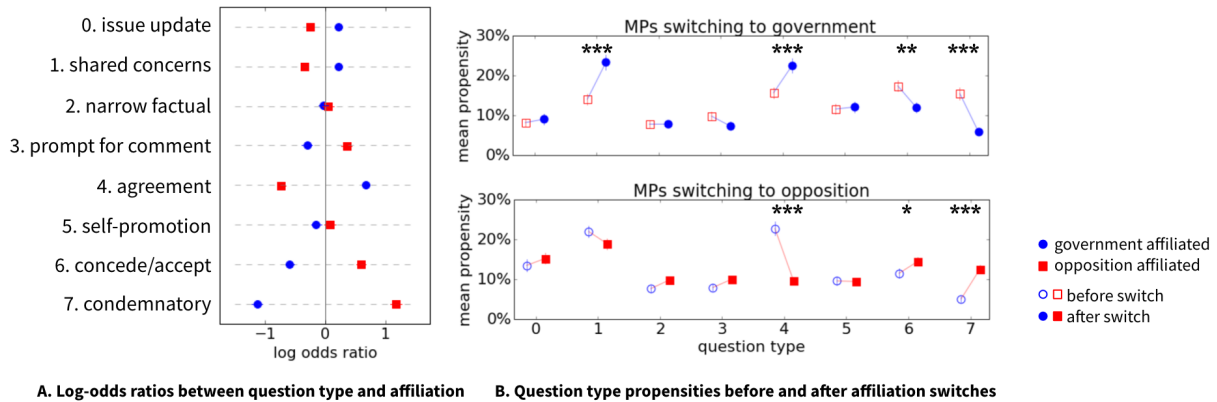 0. issue update
1. shared concerns
2. narrow factual
3. prompt for comment
4. agreement
5. self-promotion
6. concede/accept
7. condemnatory
−1 0 1
log odds ratio
A. Log-odds ratios between question type and affiliation
MPs switching to government
mean propensity
30%
20%
10%
0%
*** *** ** ***
MPs switching to opposition
mean propensity
30%
20%
10%
0%
*** * ***
0 1 2 3 4 5 6 7
question type
B. Question type propensities before and after affiliation switches
government affiliated
opposition affiliated
before switch
after switch